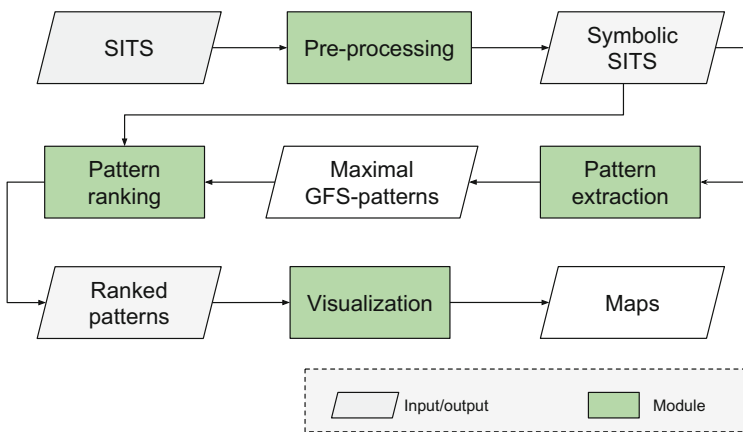 SITS
Pre-processing
Symbolic
SITS
Pattern
ranking
Maximal
GFS-patterns
Pattern
extraction
Ranked
patterns
Visualization
Maps
Input/output
Module